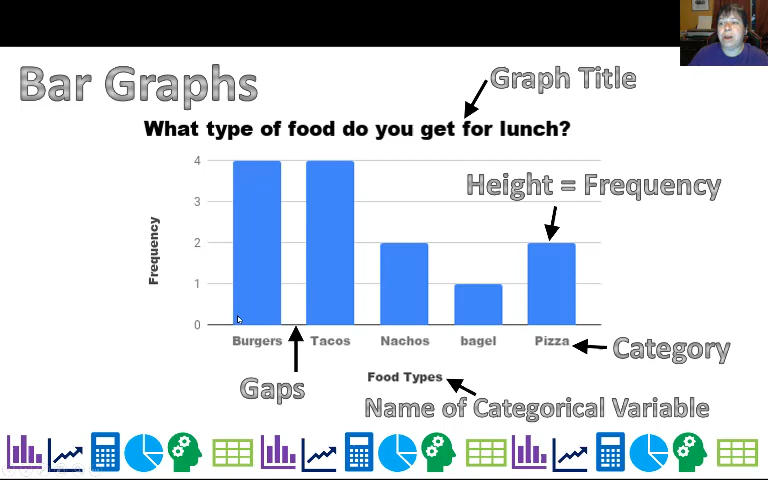 Bar Graphs
Graph Title
What type of food do you get for lunch?
4
Height = Frequency
3
2
1
0
Frequency
Burgers Tacos Nachos bagel Pizza
Category
Gaps
Food Types
Name of Categorical Variable